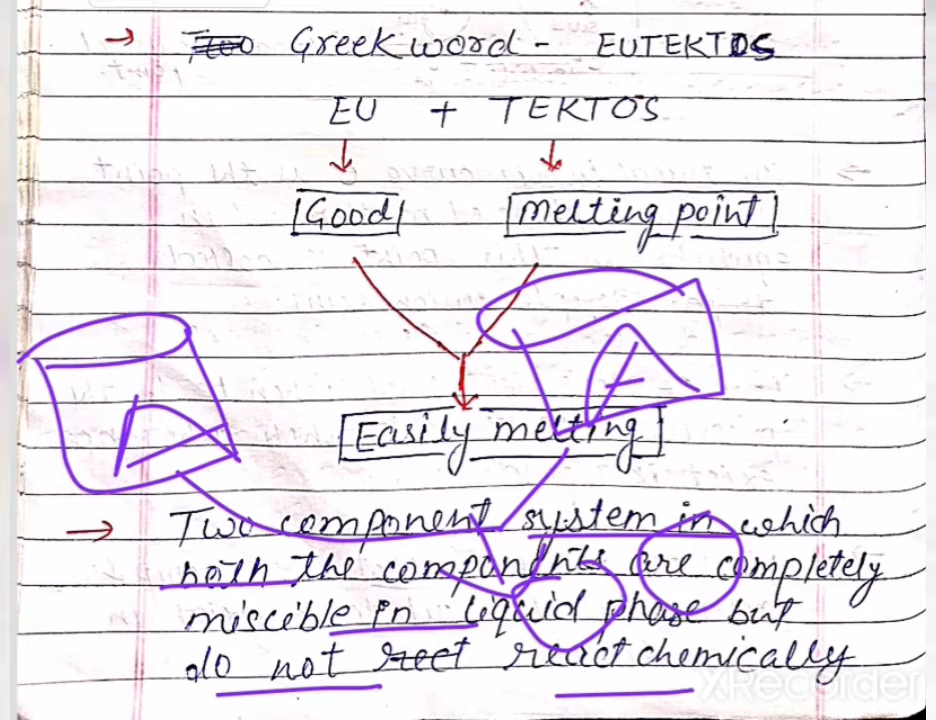 → Greek word - EUTEKTOS
EU + TEKTOS
Good melting point
Easily melting
→ Two component system in which
both the components are completely
miscible in liquid phase but
do not react chemically
XRecorder